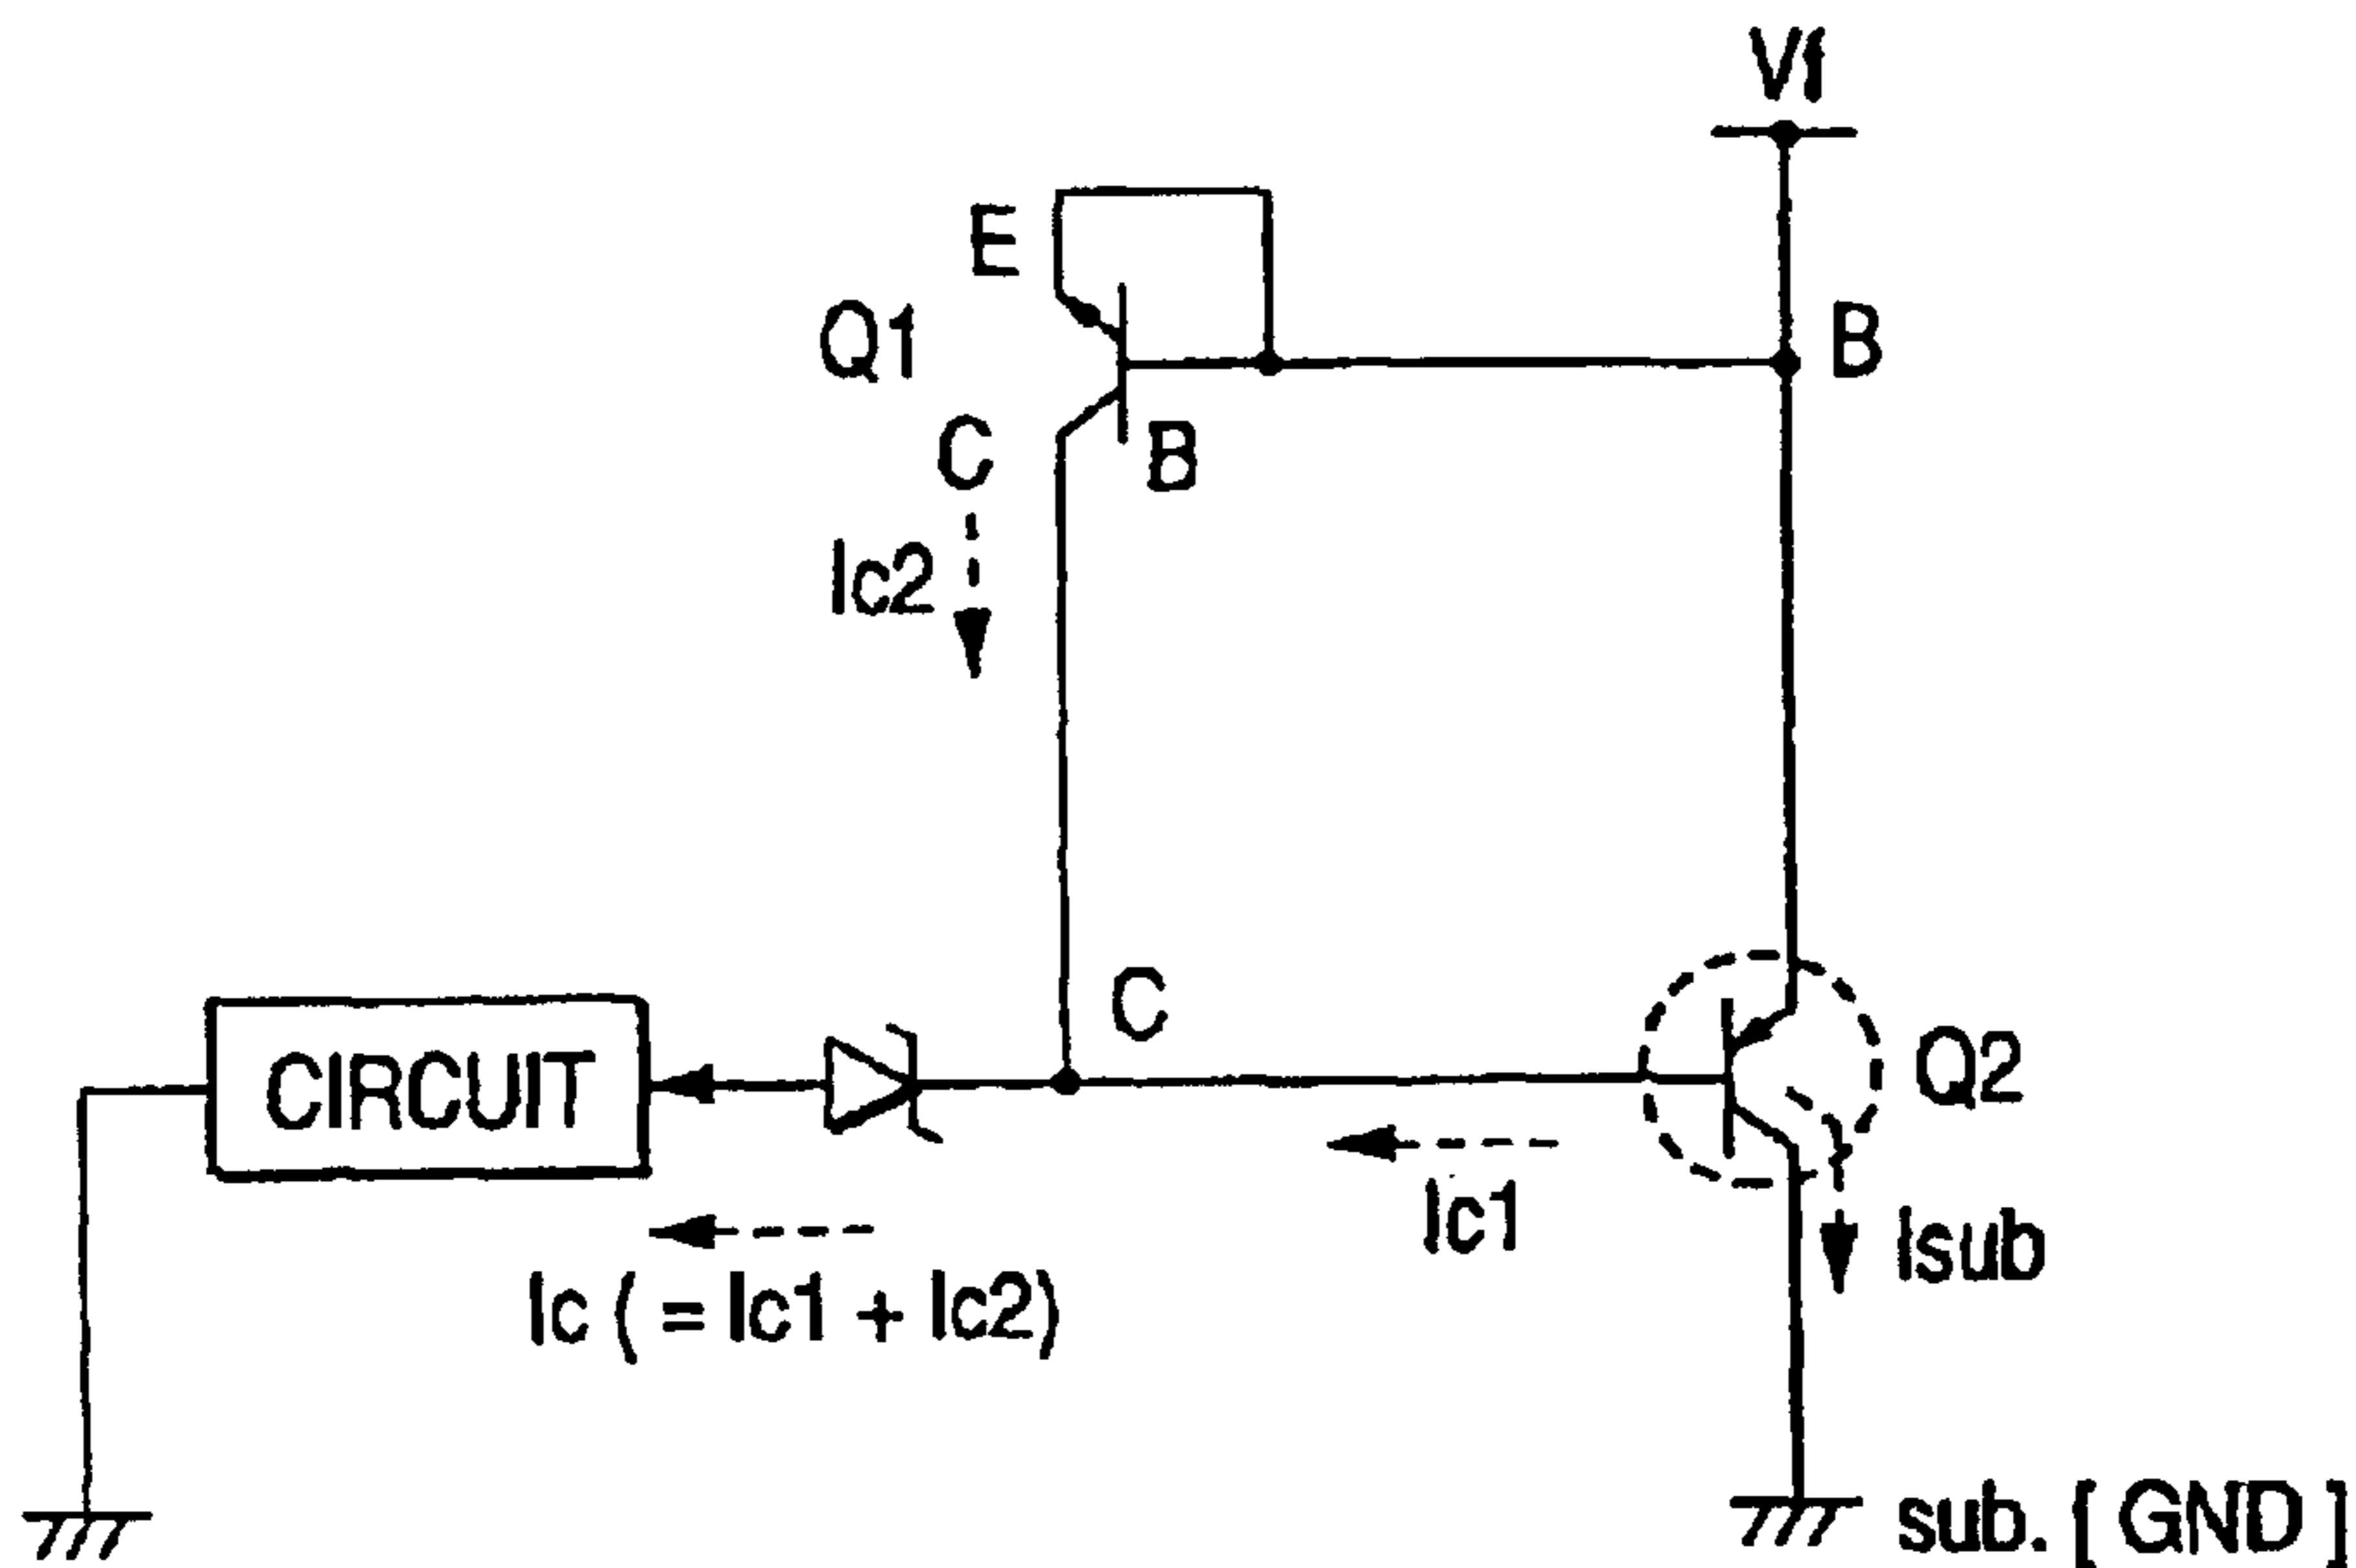 Vf
E
Q1
B
C
B
Ic2
C
CIRCUIT
Q2
Ic1
Isub
Ic ( = Ic1 + Ic2)
sub. [ GND ]